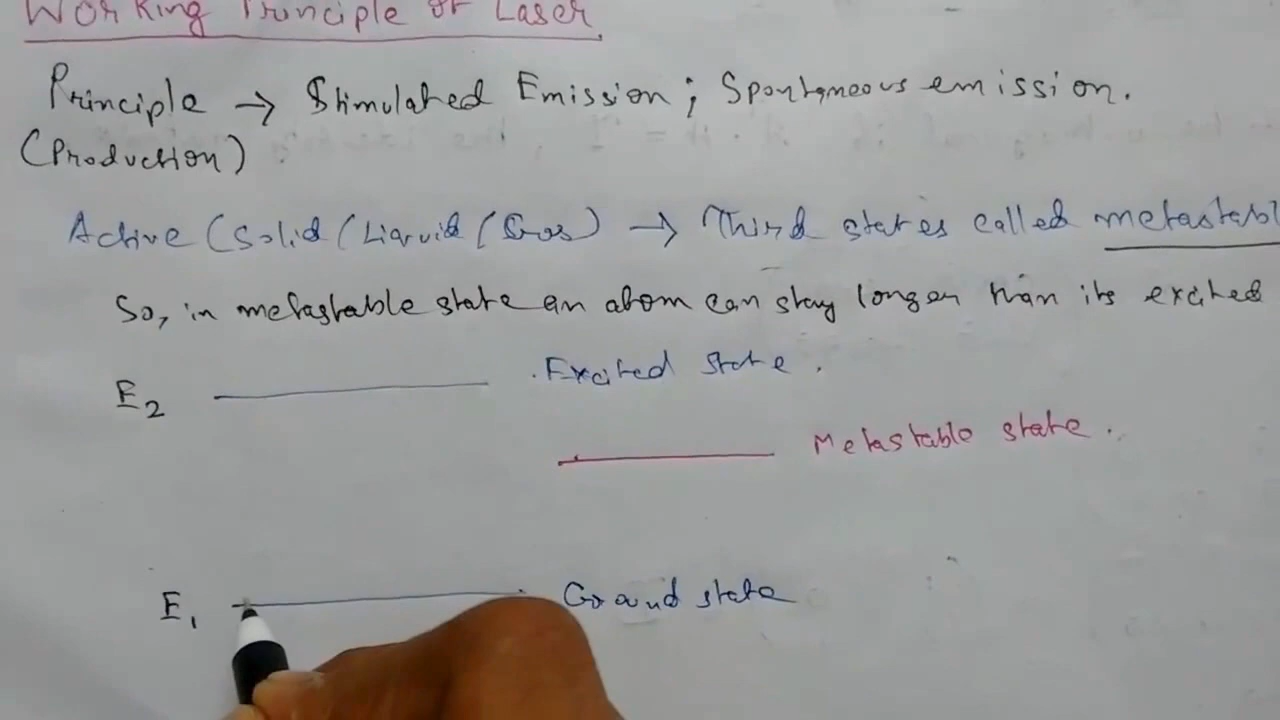 Working Principle of Laser
Principle → Stimulated Emission ; Spontaneous emission.
(Production)
Active (Solid (Liquid (Gas) → Third states called metastabl
So, in metastable state an atom can stay longer than its excited
E2 Excited state.
Metastable state.
E1 Ground state